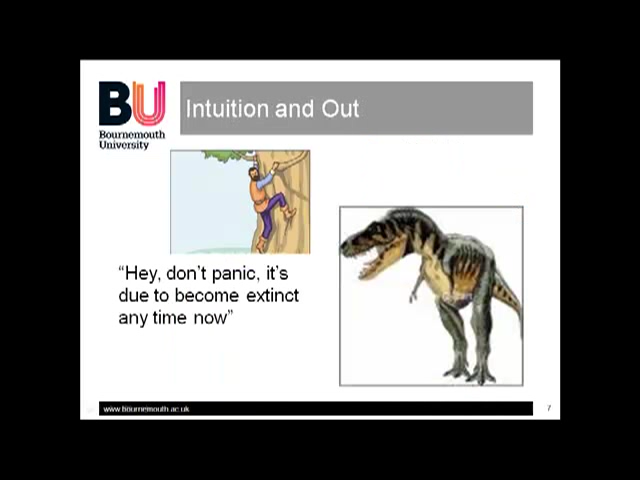 BU
Bournemouth
University
Intuition and Out
“Hey, don’t panic, it’s
due to become extinct
any time now”
www.bournemouth.ac.uk
7